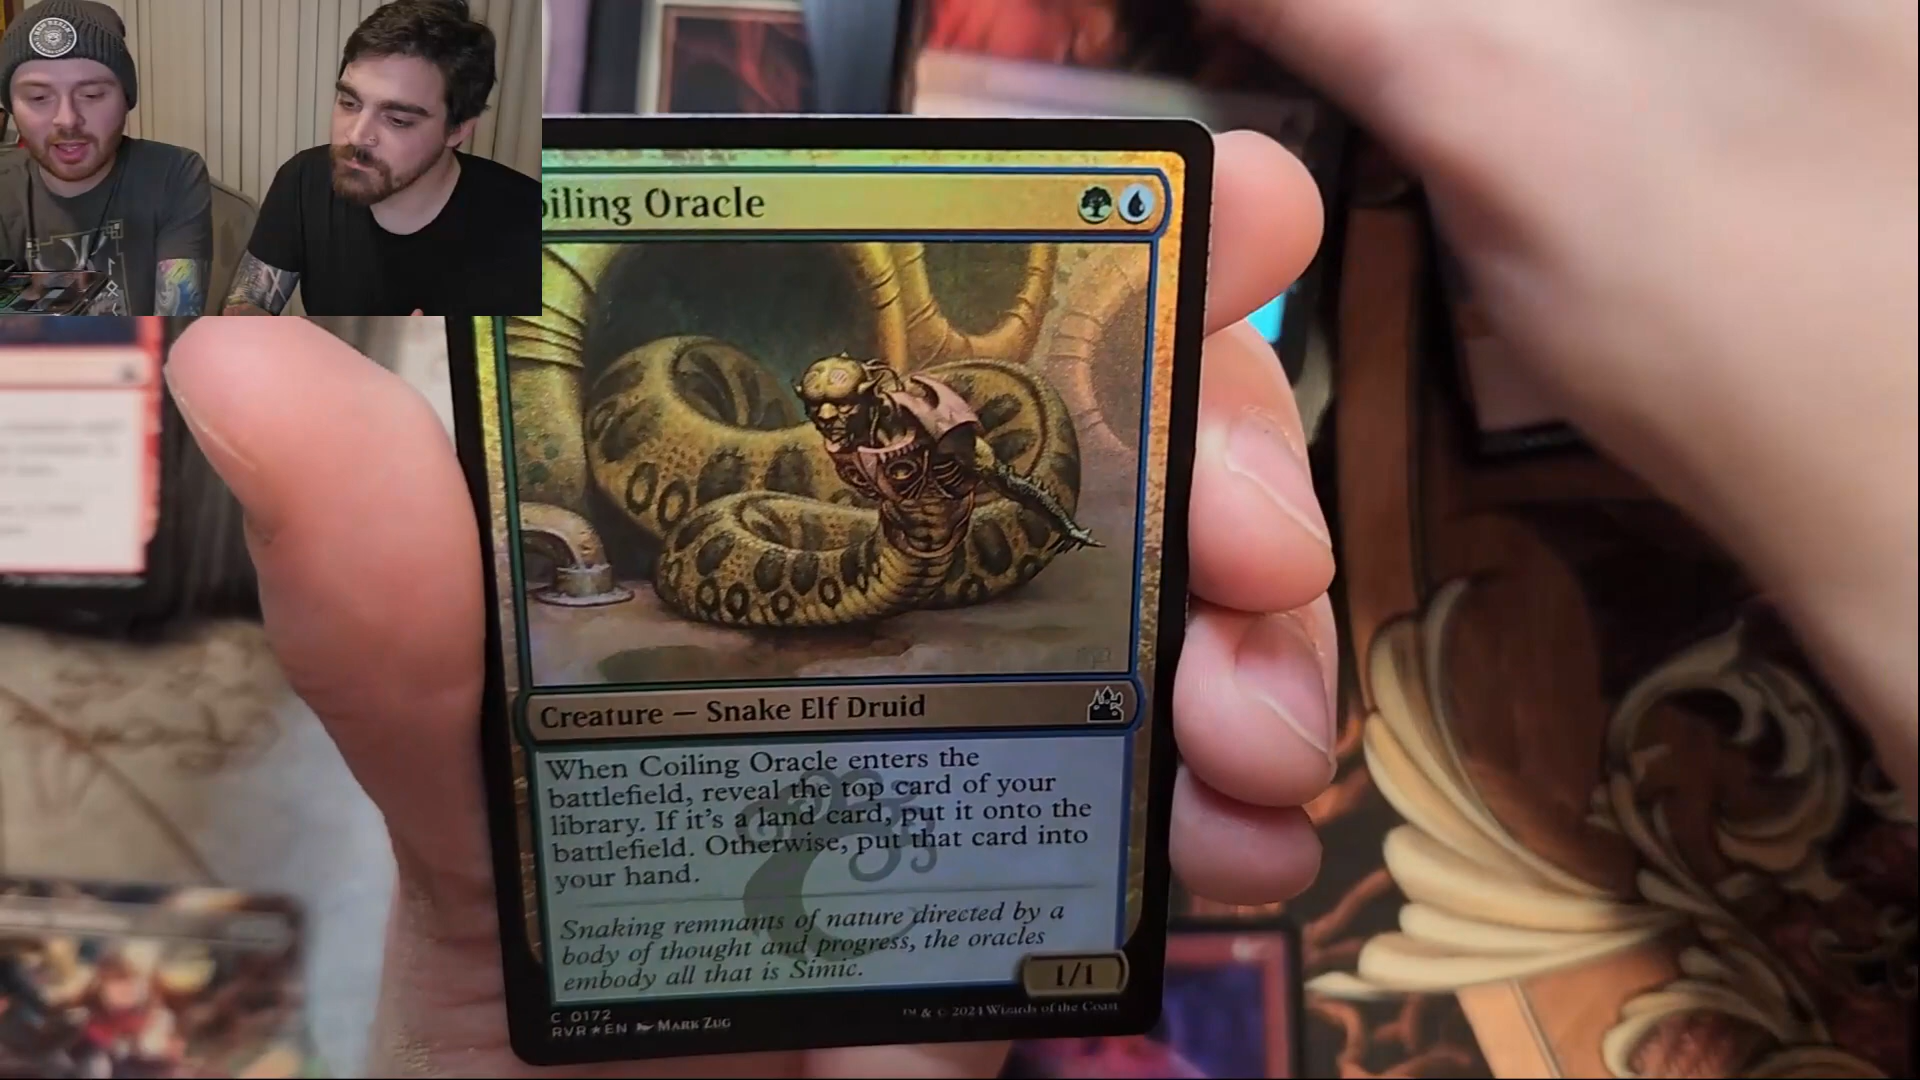 oiling Oracle
Creature — Snake Elf Druid
When Coiling Oracle enters the
battlefield, reveal the top card of your
library. If it's a land card, put it onto the
battlefield. Otherwise, put that card into
your hand.
Snaking remnants of nature directed by a
body of thought and progress, the oracles
embody all that is Simic.
1/1
C 0172
RVR★EN MARK ZUG
™ & © 2024 Wizards of the Coast